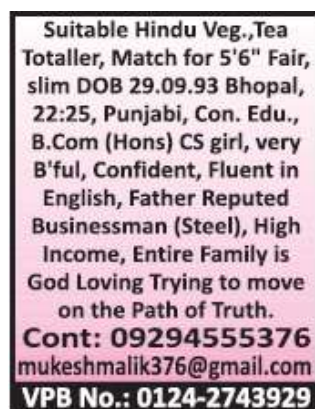 Suitable Hindu Veg.,Tea
Totaller, Match for 5'6" Fair,
slim DOB 29.09.93 Bhopal,
22:25, Punjabi, Con. Edu.,
B.Com (Hons) CS girl, very
B'ful, Confident, Fluent in
English, Father Reputed
Businessman (Steel), High
Income, Entire Family is
God Loving Trying to move
on the Path of Truth.
Cont: 09294555376
mukeshmalik376@gmail.com
VPB No.: 0124-2743929